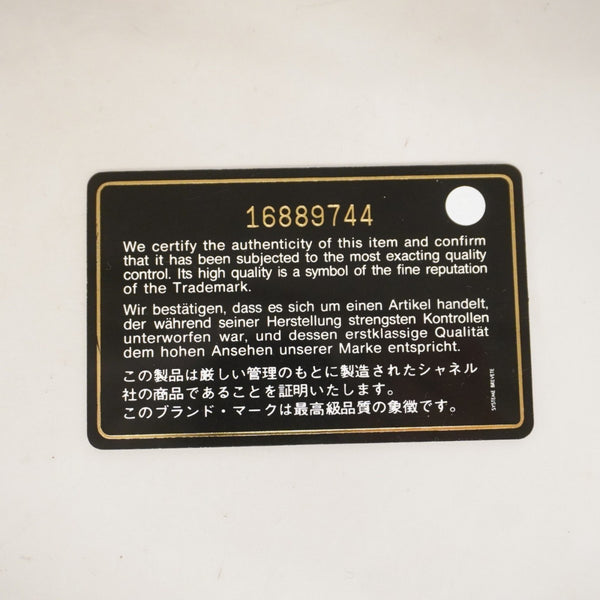 16889744
We certify the authenticity of this item and confirm
that it has been subjected to the most exacting quality
control. Its high quality is a symbol of the fine reputation
of the Trademark.
Wir bestätigen, dass es sich um einen Artikel handelt,
der während seiner Herstellung strengsten Kontrollen
unterworfen war, und dessen erstklassige Qualität
dem hohen Ansehen unserer Marke entspricht.
この製品は厳しい管理のもとに製造されたシャネル
社の商品であることを証明いたします。
このブランド・マークは最高級品質の象徴です。
SYSTEME BREVETE